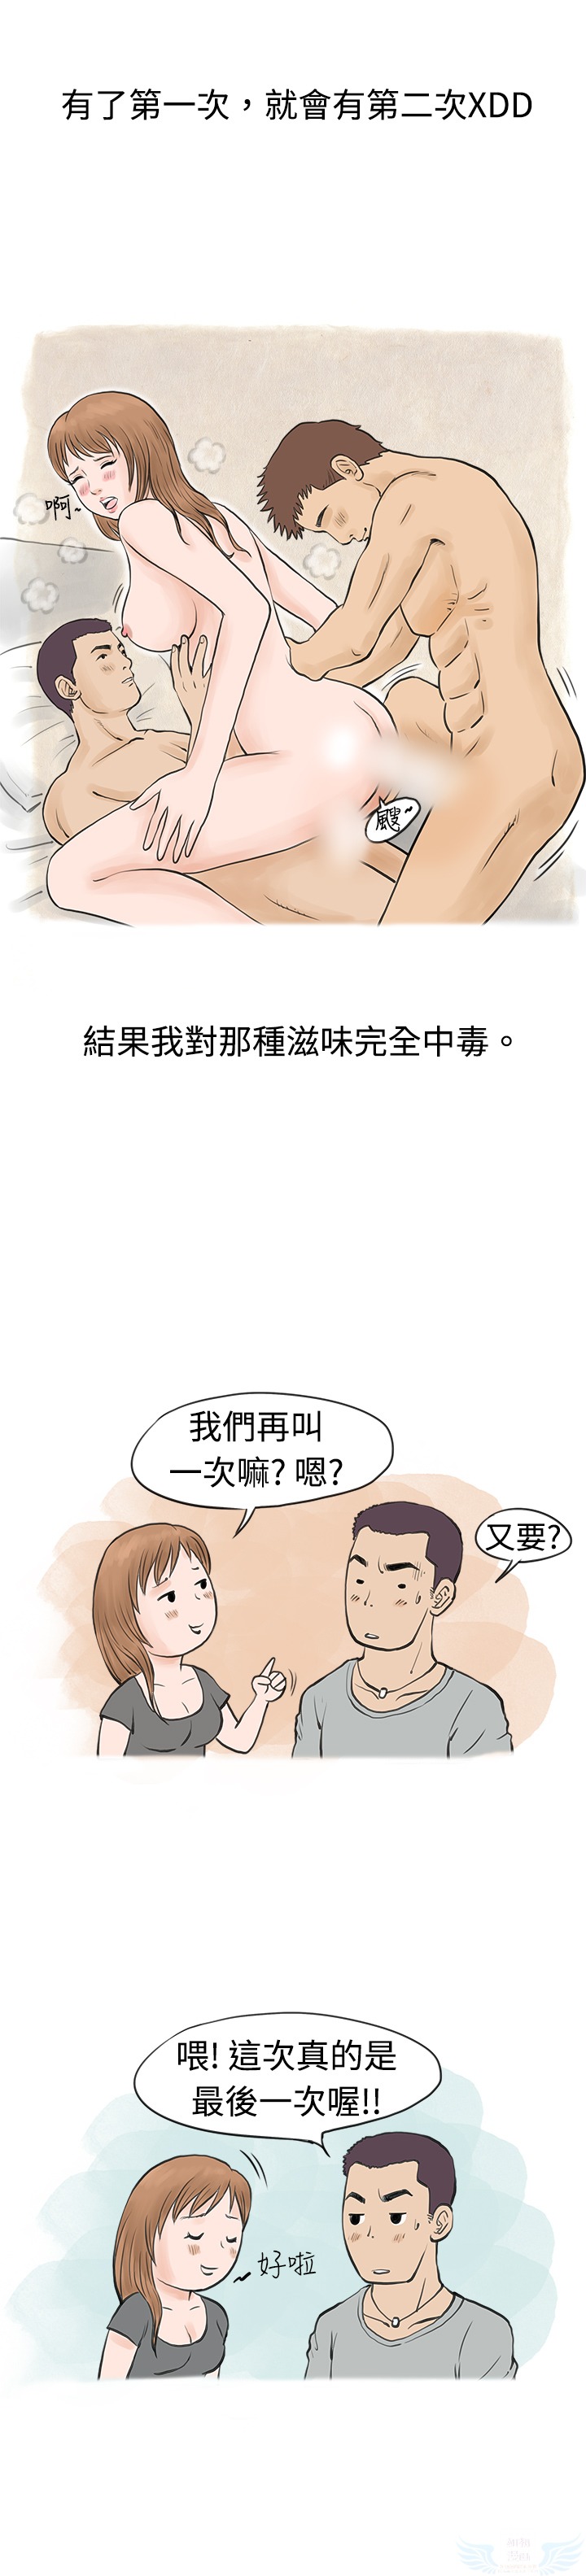 有了第一次，就會有第二次XDD
啊~
颼~
結果我對那種滋味完全中毒。
我們再叫
一次嘛? 嗯?
又要?
喂! 這次真的是
最後一次喔!!
好啦